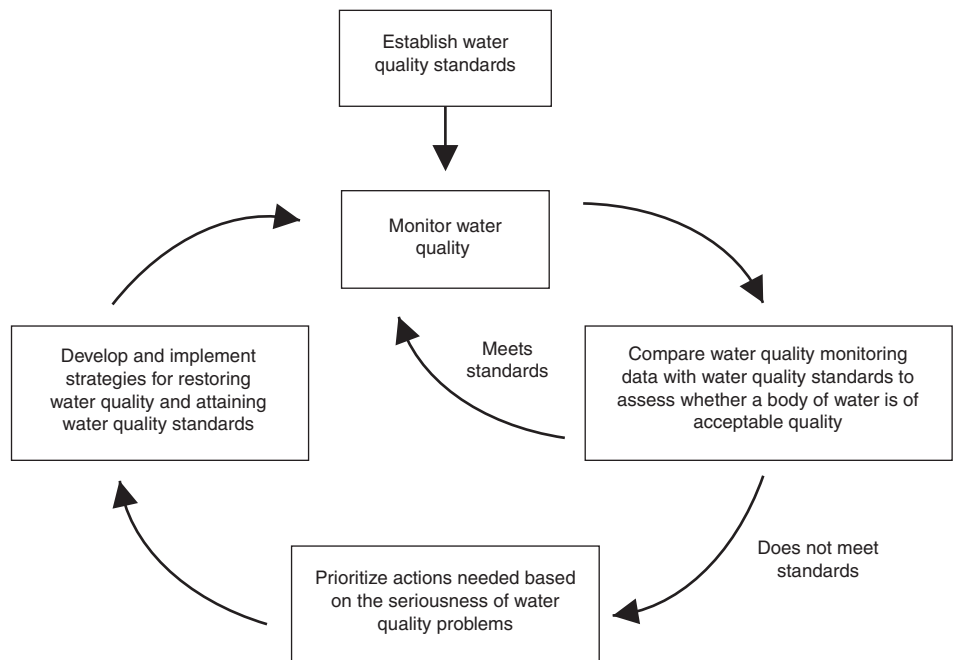 Establish water
quality standards
Monitor water
quality
Meets
standards
Compare water quality monitoring
data with water quality standards to
assess whether a body of water is of
acceptable quality
Develop and implement
strategies for restoring
water quality and attaining
water quality standards
Does not meet
standards
Prioritize actions needed based
on the seriousness of water
quality problems